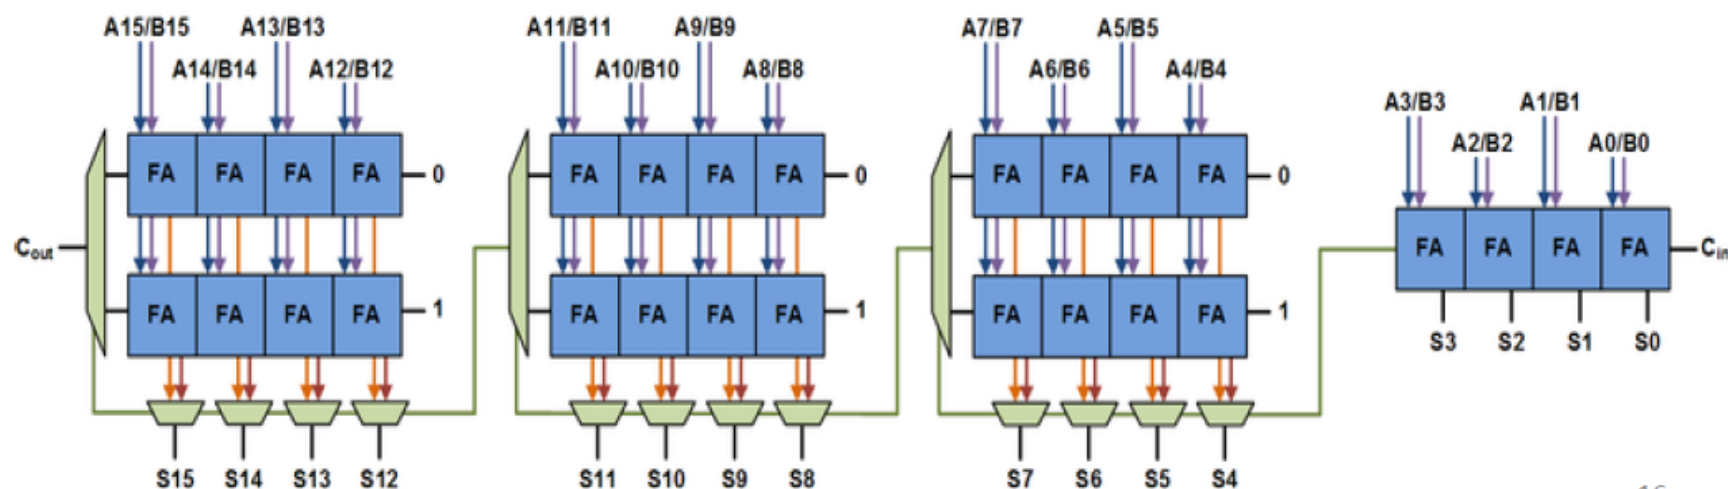 A15/B15 A13/B13 A11/B11 A9/B9 A7/B7 A5/B5
A14/B14 A12/B12 A10/B10 A8/B8 A6/B6 A4/B4
A3/B3 A1/B1
A2/B2 A0/B0
FA FA FA FA 0 FA FA FA FA 0 FA FA FA FA 0
Cout FA FA FA FA Cin
FA FA FA FA 1 FA FA FA FA 1 FA FA FA FA 1
S3 S2 S1 S0
S15 S14 S13 S12 S11 S10 S9 S8 S7 S6 S5 S4